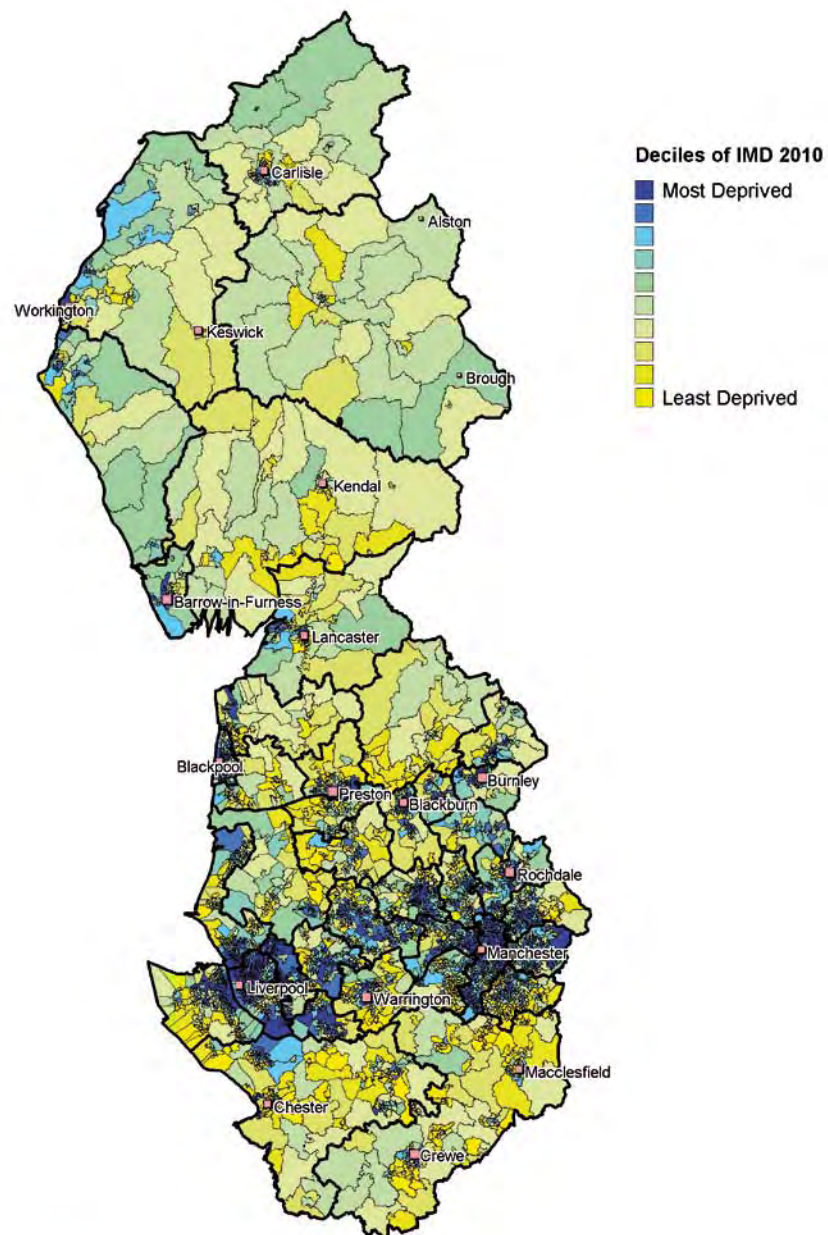 Deciles of IMD 2010
Most Deprived
Least Deprived
Carlisle
Alston
Workington
Keswick
Brough
Kendal
Barrow-in-Furness
Lancaster
Blackpool
Preston
Burnley
Blackburn
Rochdale
Manchester
Liverpool
Warrington
Macclesfield
Chester
Crewe